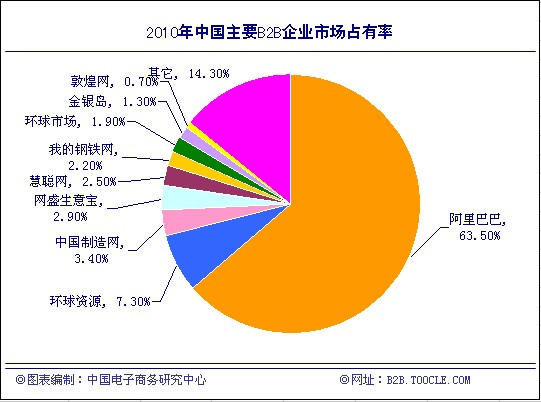 2010年中国主要B2B企业市场占有率
其它, 14.30%
敦煌网, 0.70%
金银岛, 1.30%
环球市场, 1.90%
我的钢铁网,
2.20%
慧聪网, 2.50%
网盛生意宝,
2.90%
中国制造网,
3.40%
环球资源, 7.30%
阿里巴巴,
63.50%
◎图表编制：中国电子商务研究中心
◎网址：B2B.TOOCLE.COM